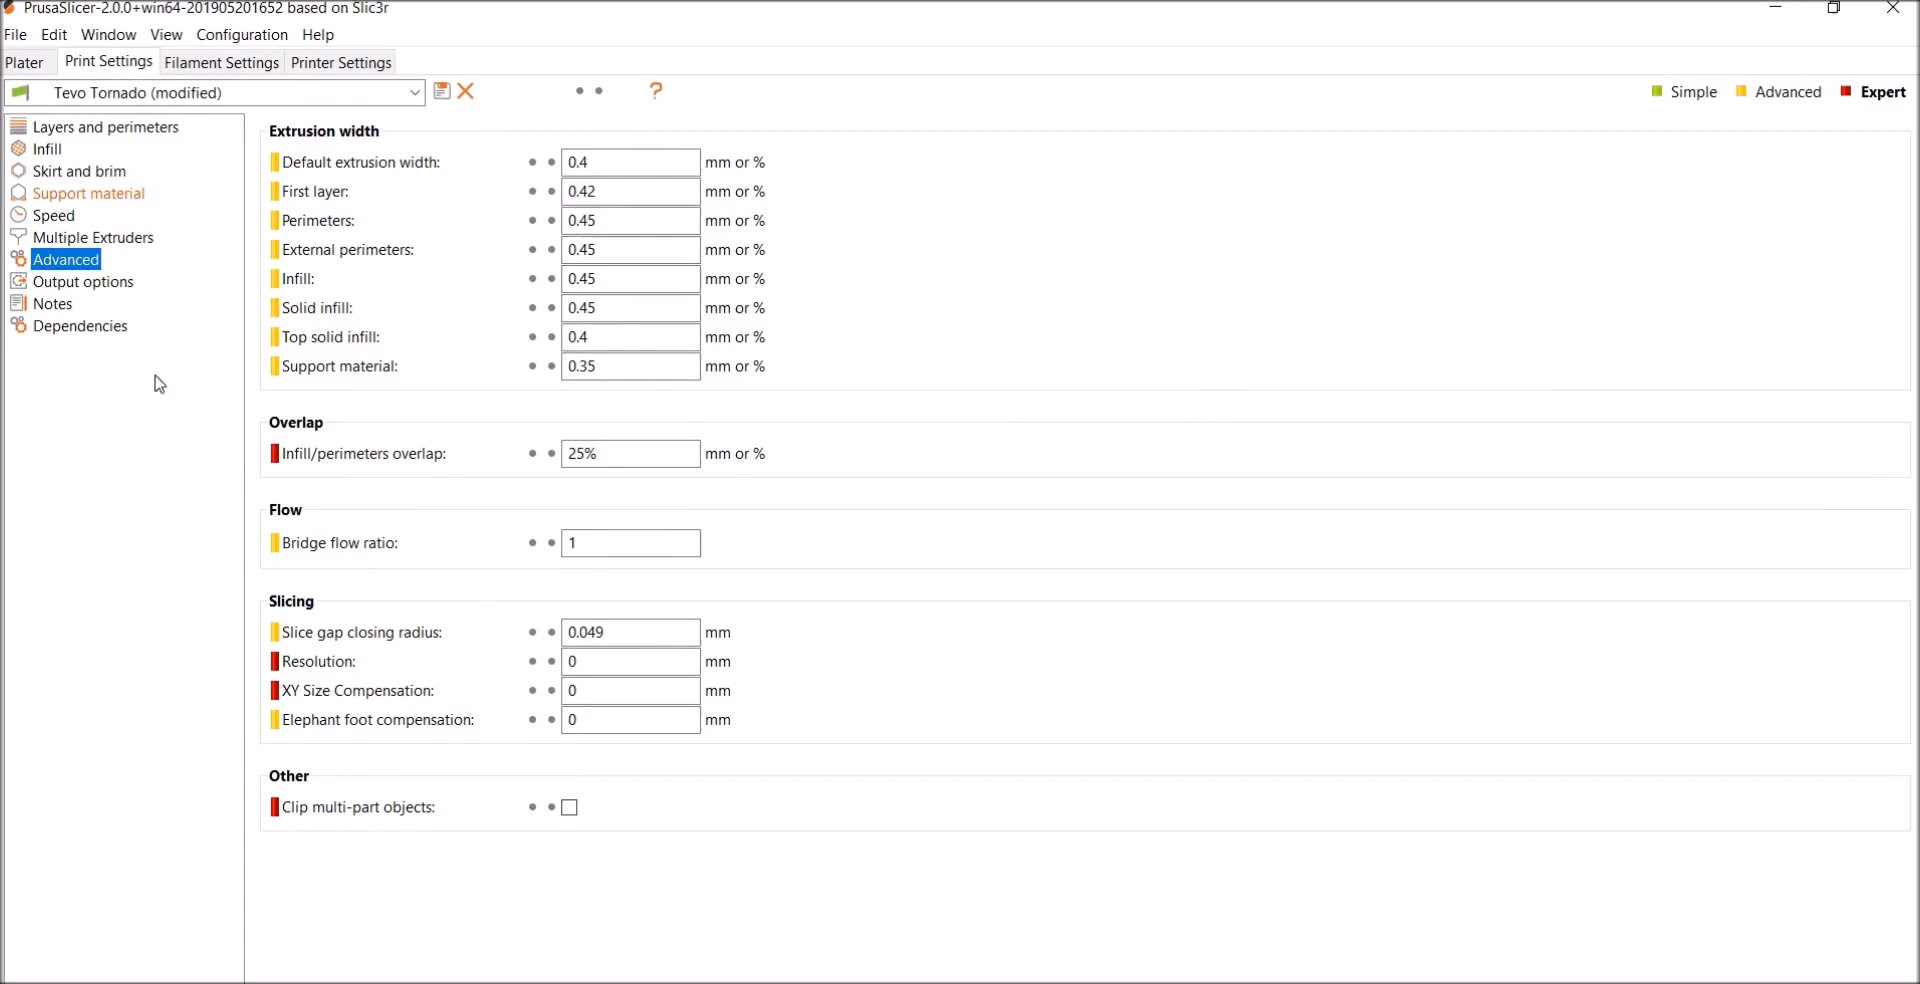 PrusaSlicer-2.0.0+win64-201905201652 based on Slic3r
File Edit Window View Configuration Help
Plater Print Settings Filament Settings Printer Settings
Tevo Tornado (modified) ? Simple Advanced Expert
Layers and perimeters
Infill
Skirt and brim
Support material
Speed
Multiple Extruders
Advanced
Output options
Notes
Dependencies
Extrusion width
Default extrusion width: 0.4 mm or %
First layer: 0.42 mm or %
Perimeters: 0.45 mm or %
External perimeters: 0.45 mm or %
Infill: 0.45 mm or %
Solid infill: 0.45 mm or %
Top solid infill: 0.4 mm or %
Support material: 0.35 mm or %
Overlap
Infill/perimeters overlap: 25% mm or %
Flow
Bridge flow ratio: 1
Slicing
Slice gap closing radius: 0.049 mm
Resolution: 0 mm
XY Size Compensation: 0 mm
Elephant foot compensation: 0 mm
Other
Clip multi-part objects: